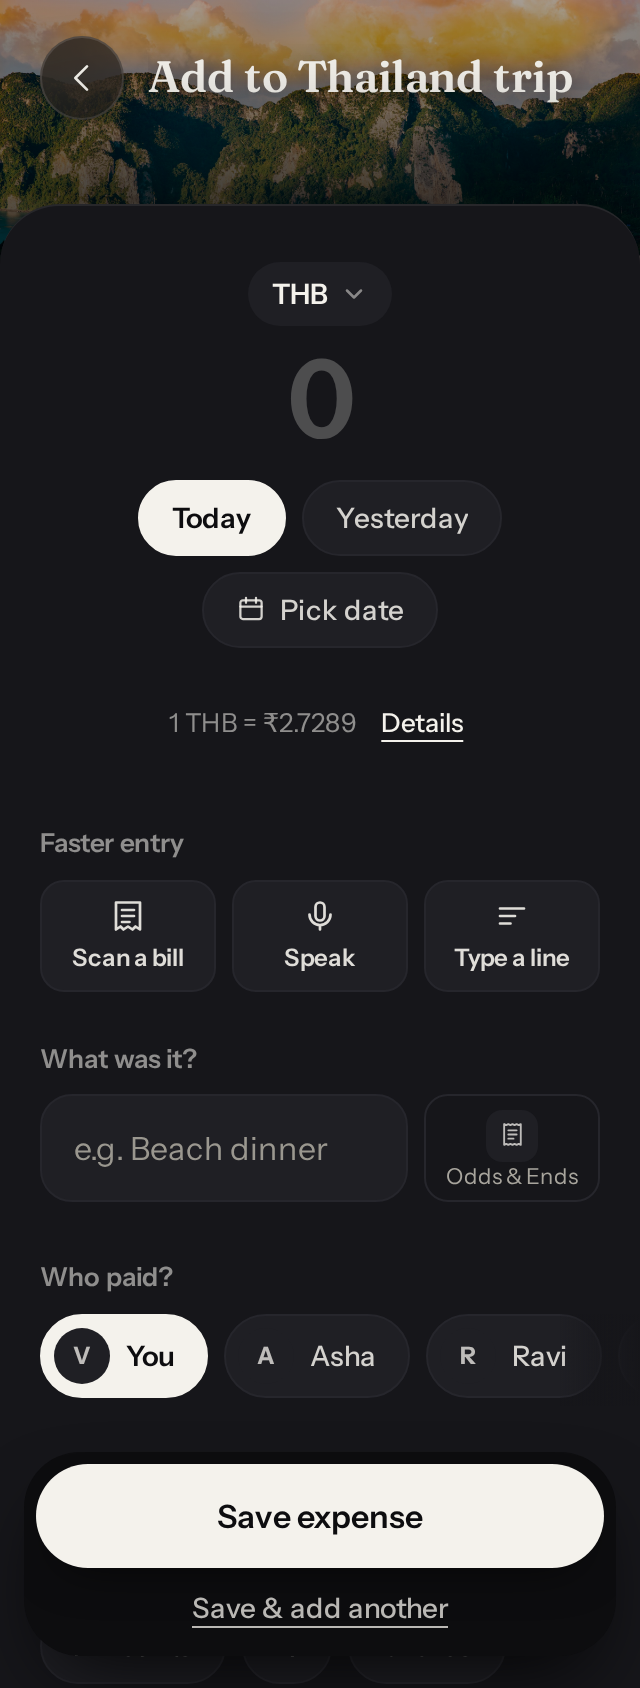 Add to Thailand trip
THB
0
Today Yesterday
Pick date
1 THB = ₹2.7289 Details
Faster entry
Scan a bill Speak Type a line
What was it?
e.g. Beach dinner
Odds & Ends
Who paid?
V You A Asha R Ravi
Save expense
Save & add another